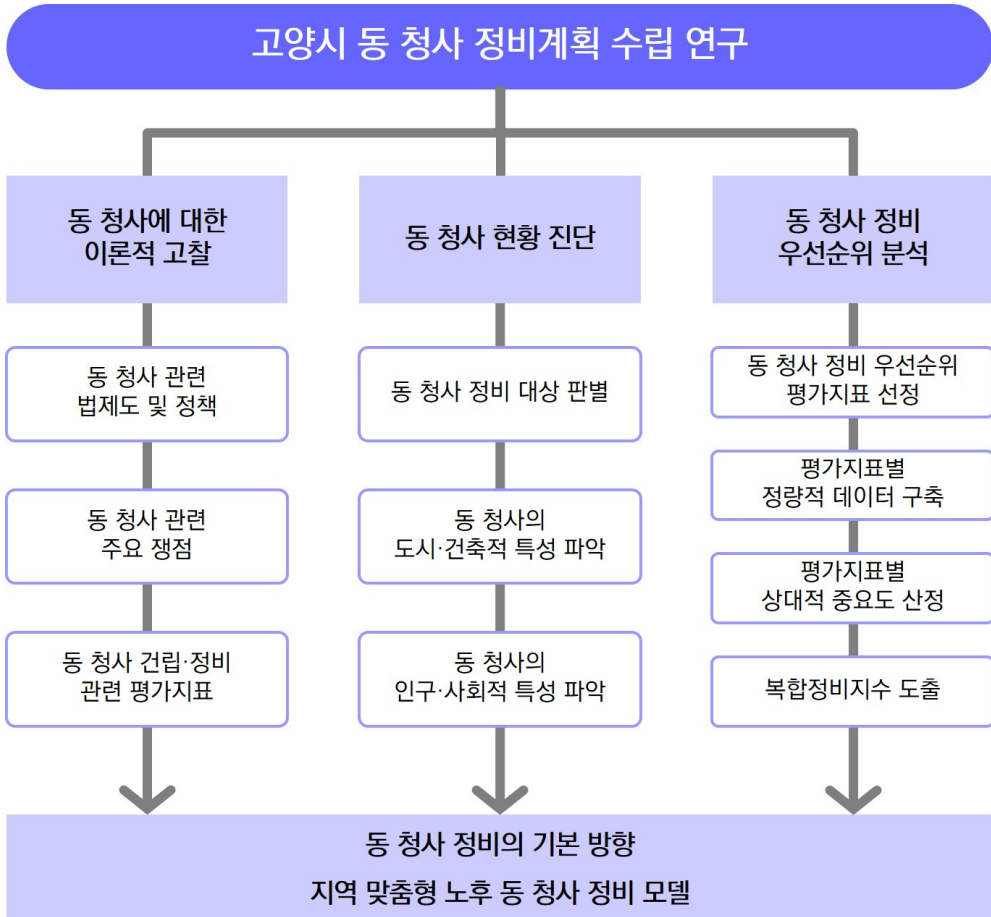 고양시 동 청사 정비계획 수립 연구
동 청사에 대한
이론적 고찰
동 청사 관련
법제도 및 정책
동 청사 관련
주요 쟁점
동 청사 건립·정비
관련 평가지표
동 청사 현황 진단
동 청사 정비 대상 판별
동 청사의
도시·건축적 특성 파악
동 청사의
인구·사회적 특성 파악
동 청사 정비
우선순위 분석
동 청사 정비 우선순위
평가지표 선정
평가지표별
정량적 데이터 구축
평가지표별
상대적 중요도 산정
복합정비지수 도출
동 청사 정비의 기본 방향
지역 맞춤형 노후 동 청사 정비 모델